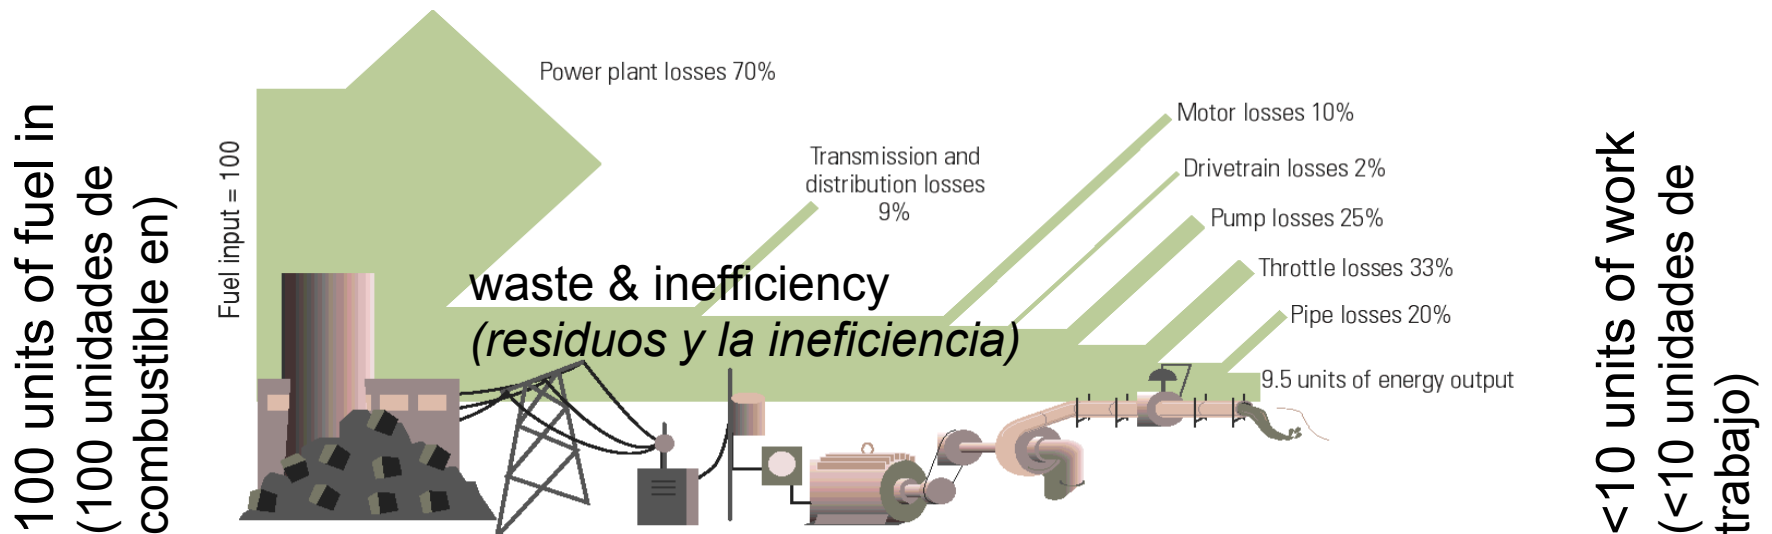 100 units of fuel in
(100 unidades de
combustible en)
Fuel input = 100
Power plant losses 70%
Transmission and
distribution losses
9%
waste & inefficiency
(residuos y la ineficiencia)
Motor losses 10%
Drivetrain losses 2%
Pump losses 25%
Throttle losses 33%
Pipe losses 20%
9.5 units of energy output
<10 units of work
(<10 unidades de
trabajo)